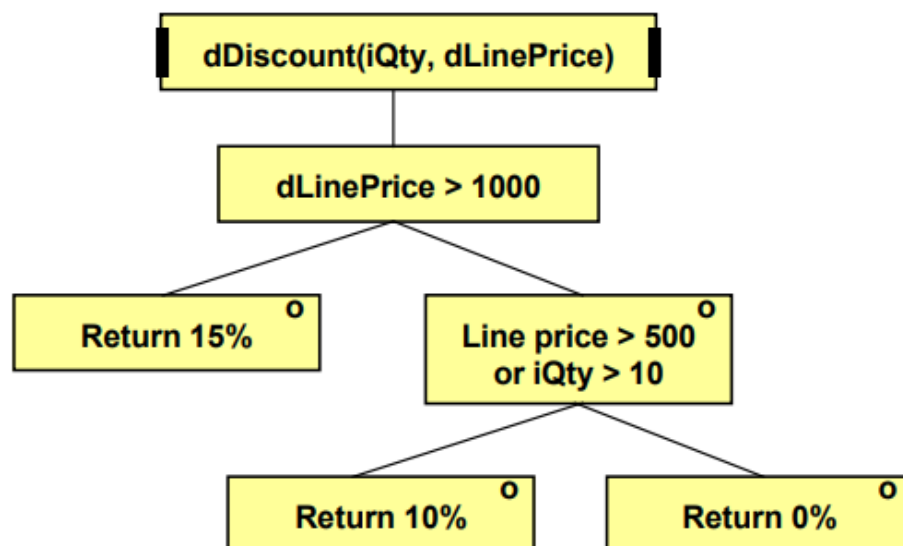 dDiscount(iQty, dLinePrice)
dLinePrice > 1000
o
Return 15%
o
Line price > 500
or iQty > 10
o
Return 10%
o
Return 0%